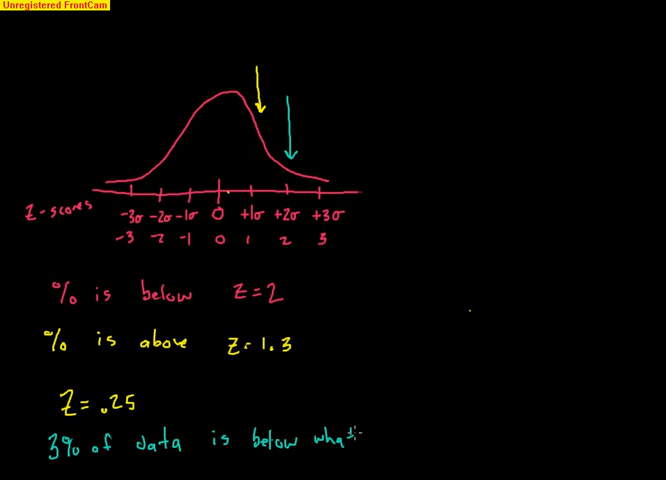 Unregistered FrontCam
Z-scores
-3σ -2σ -1σ 0 +1σ +2σ +3σ
-3 -2 -1 0 1 2 3
% is below Z=2
% is above Z=1.3
Z=.25
3% of data is below what